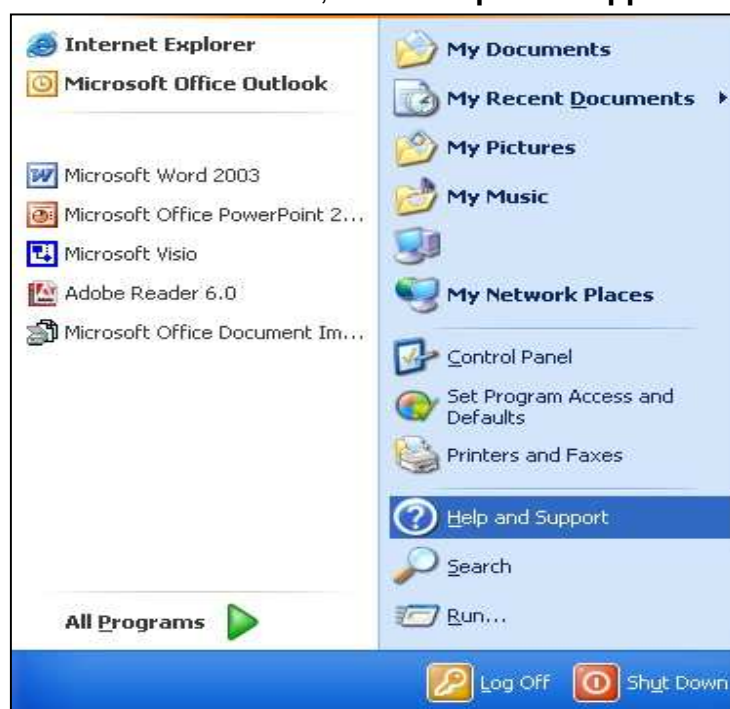 Internet Explorer
Microsoft Office Outlook
Microsoft Word 2003
Microsoft Office PowerPoint 2...
Microsoft Visio
Adobe Reader 6.0
Microsoft Office Document Im...
All Programs
My Documents
My Recent Documents
My Pictures
My Music
My Network Places
Control Panel
Set Program Access and
Defaults
Printers and Faxes
Help and Support
Search
Run...
Log Off
Shut Down